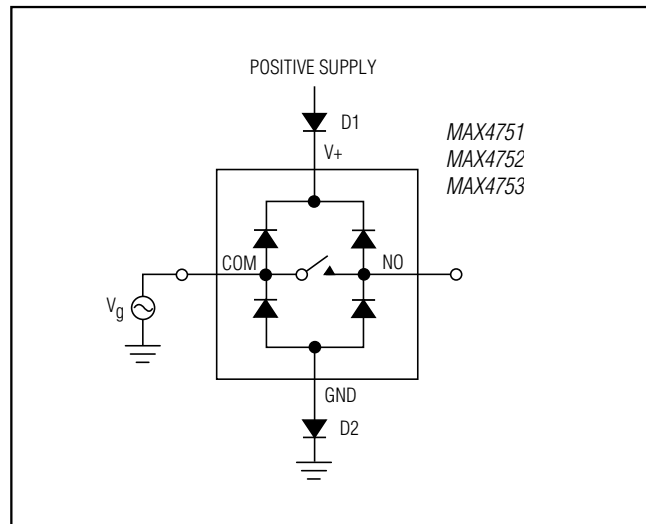 POSITIVE SUPPLY
D1
V+
MAX4751
MAX4752
MAX4753
COM
NO
Vg
GND
D2